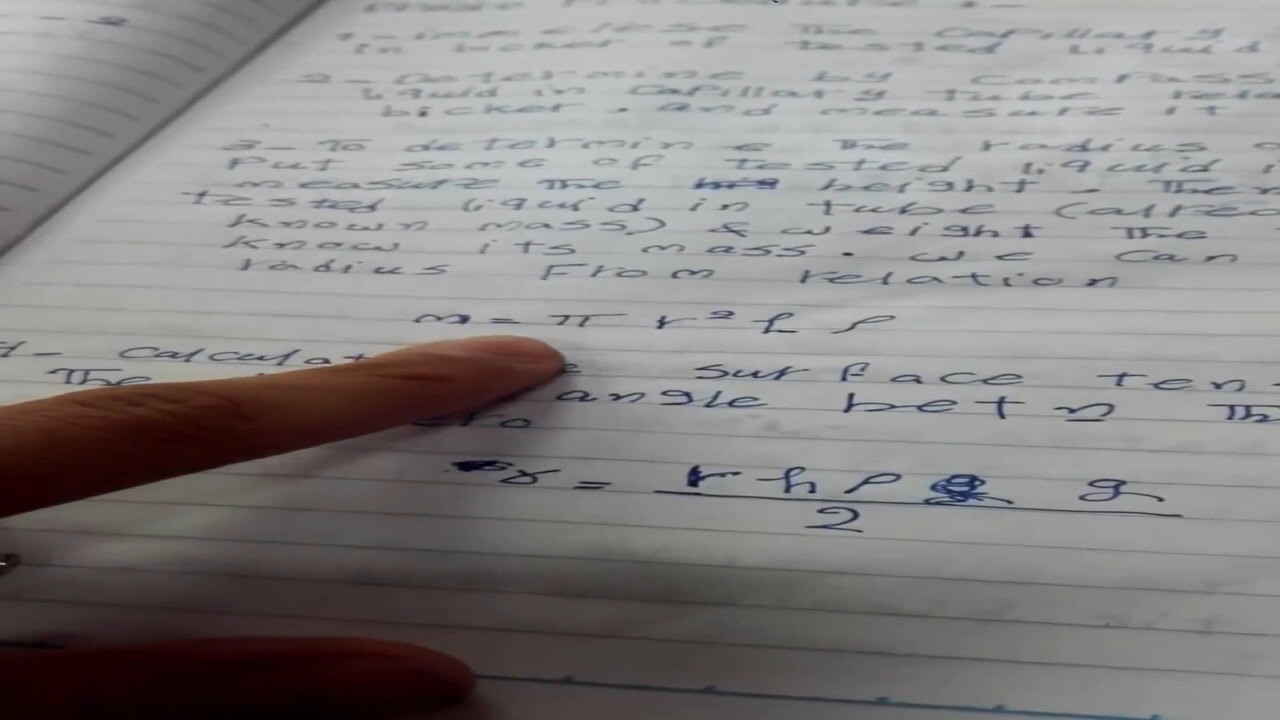 1- immerse The Capillary
in bicker of tested liquid
2- Determine by Compass
liquid in Capillary tube
bicker. and measure it
3- To determine The radius
Put some of tested liquid
measure The height. Then
tested liquid in tube
known mass) & weight The
know its mass. we can
radius From relation
m = π r² h ρ
surface ten
The angle betn Th
γ = r h ρ g
2